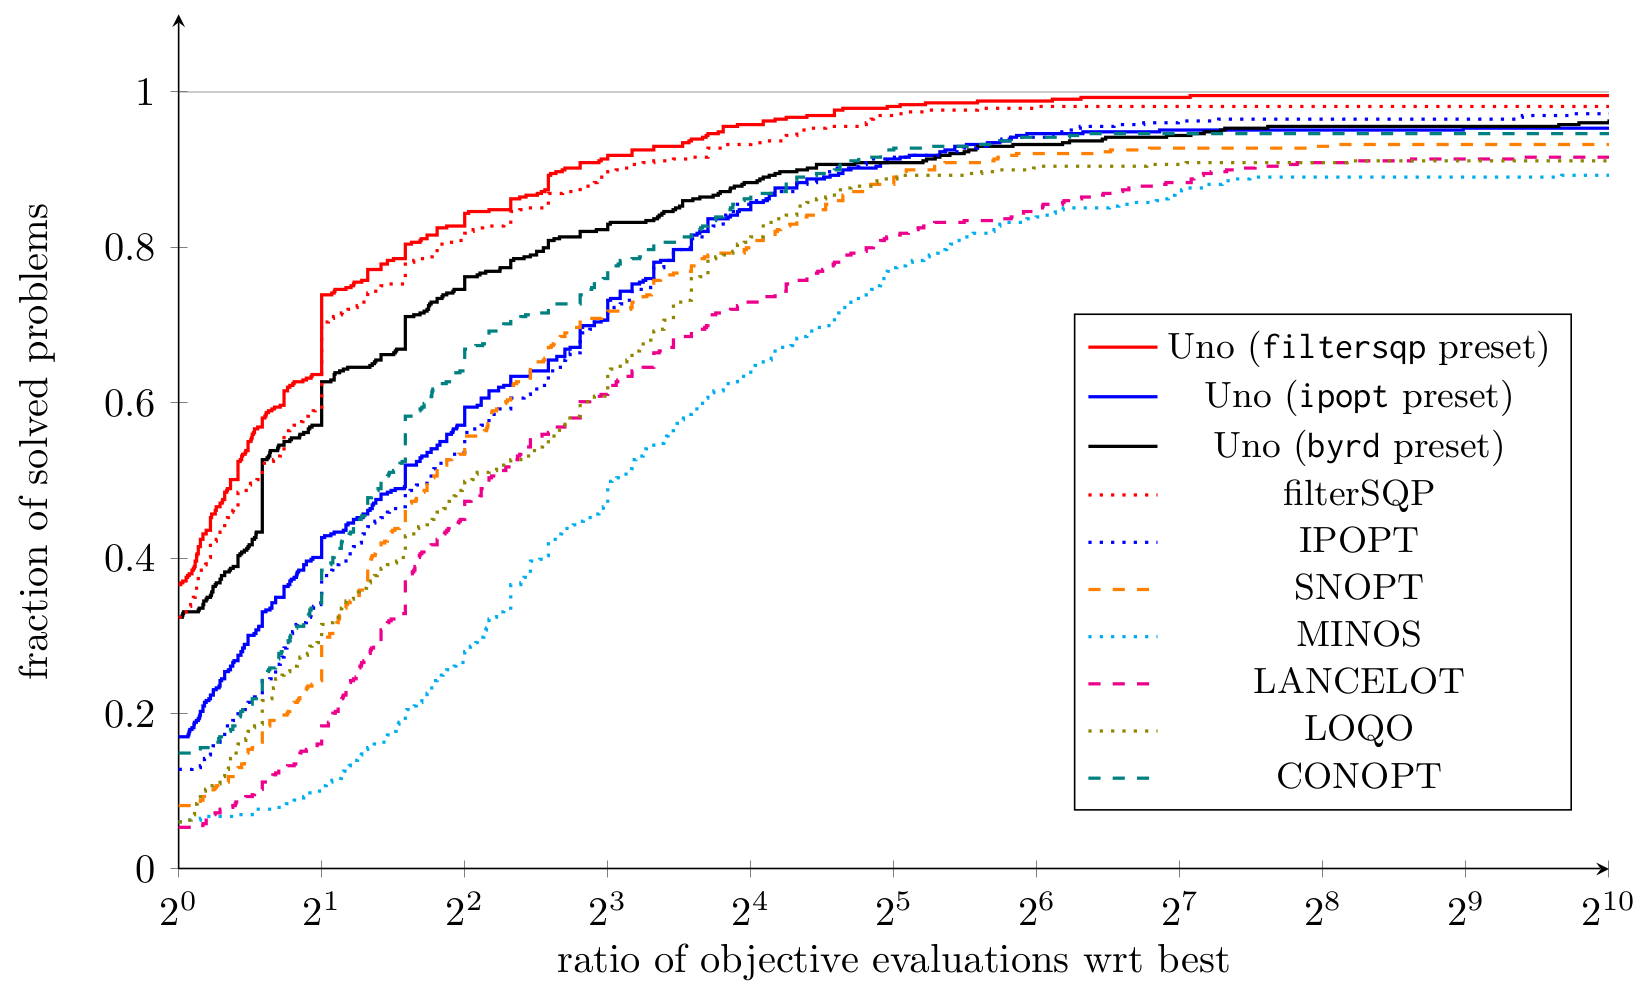 fraction of solved problems
1
0.8
0.6
0.4
0.2
0
2^0 2^1 2^2 2^3 2^4 2^5 2^6 2^7 2^8 2^9 2^10
ratio of objective evaluations wrt best
Uno (filtersqp preset)
Uno (ipopt preset)
Uno (byrd preset)
filterSQP
IPOPT
SNOPT
MINOS
LANCELOT
LOQO
CONOPT